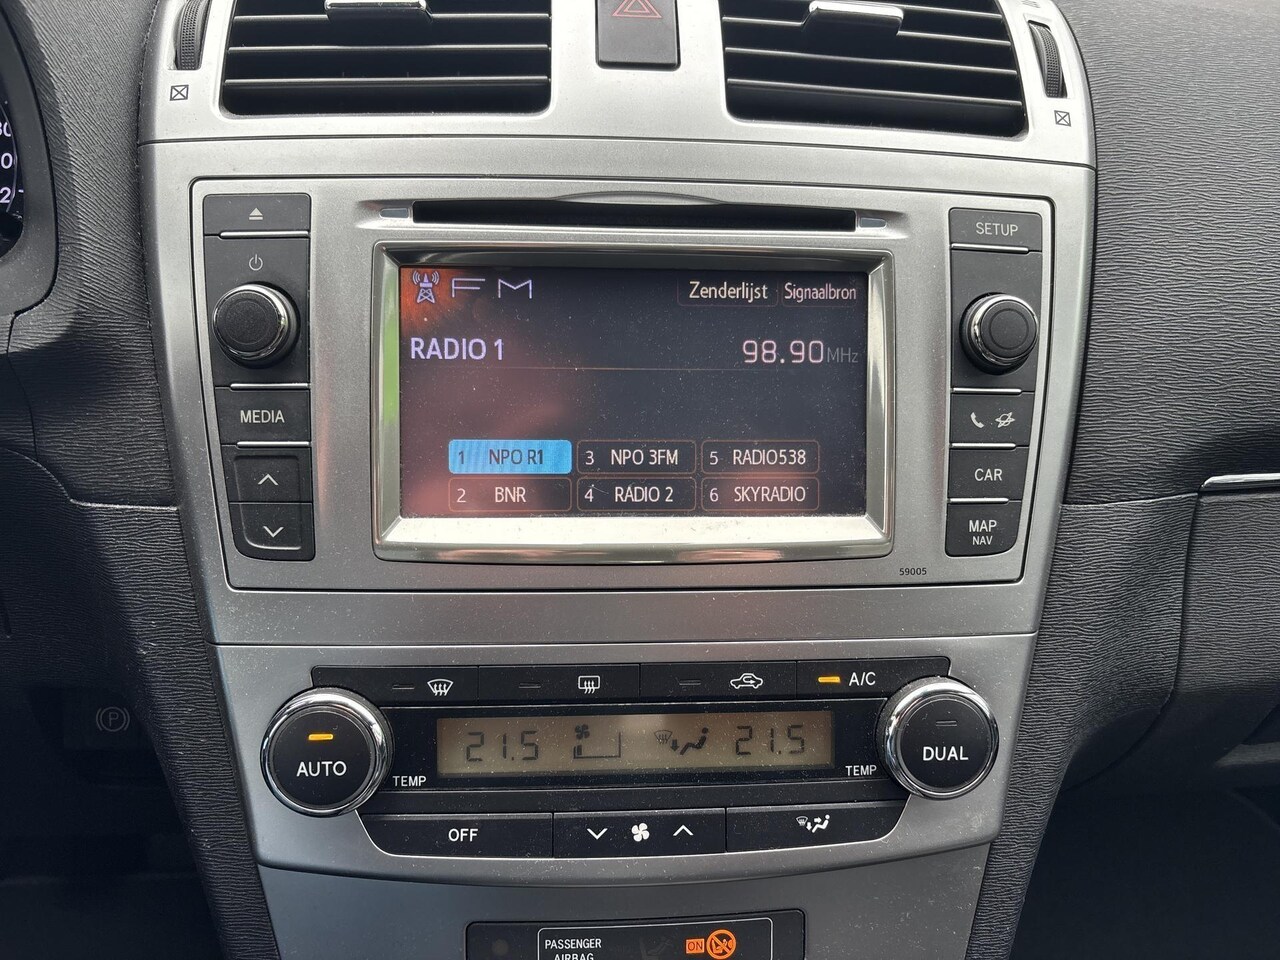 SETUP
FM
Zenderlijst Signaalbron
RADIO 1
98.90 MHz
1 NPO R1
3 NPO 3FM
5 RADIO538
2 BNR
4 RADIO 2
6 SKYRADIO
MEDIA
CAR
MAP
NAV
59005
A/C
AUTO
TEMP
21.5
21.5
TEMP
DUAL
OFF
P
PASSENGER
AIRBAG
ON